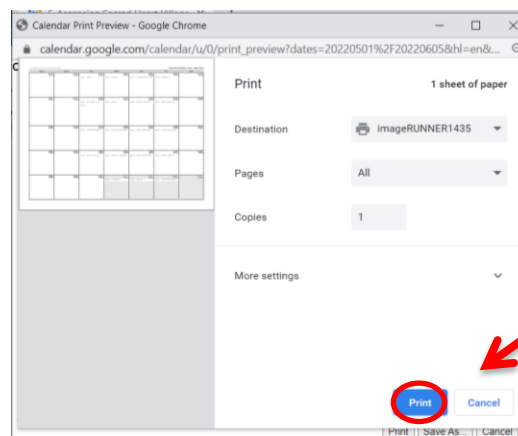 Calendar Print Preview - Google Chrome
calendar.google.com/calendar/u/0/print_preview?dates=20220501%2F20220605&hl=en&...
Print
1 sheet of paper
Destination
imageRUNNER1435
Pages
All
Copies
1
More settings
Print
Cancel
Print
Save As...
Cancel